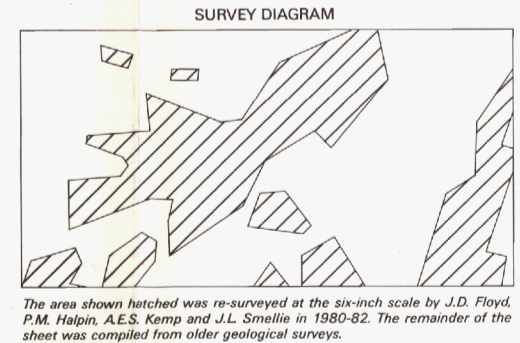 SURVEY DIAGRAM
The area shown hatched was re-surveyed at the six-inch scale by J.D. Floyd,
P.M. Halpin, A.E.S. Kemp and J.L. Smellie in 1980-82. The remainder of the
sheet was compiled from older geological surveys.